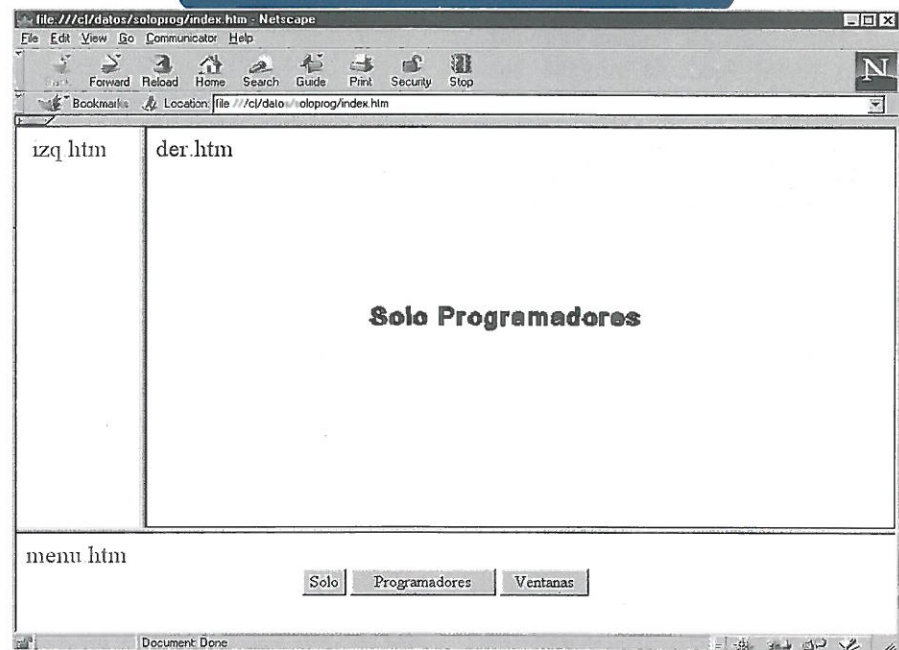 file:///c|/datos/soloprog/index.htm - Netscape
File Edit View Go Communicator Help
Back Forward Reload Home Search Guide Print Security Stop
N
Bookmarks Location: file:///c|/datos/soloprog/index.htm
izq.htm der.htm
Solo Programadores
menu.htm
Solo Programadores Ventanas
Document: Done